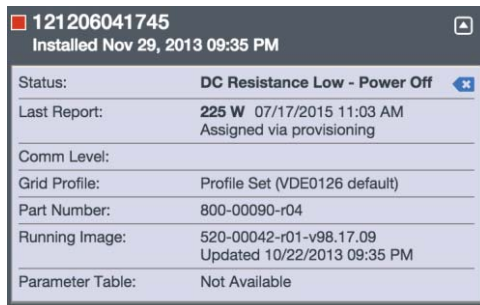 121206041745
Installed Nov 29, 2013 09:35 PM
Status: DC Resistance Low - Power Off
Last Report: 225 W 07/17/2015 11:03 AM
Assigned via provisioning
Comm Level:
Grid Profile: Profile Set (VDE0126 default)
Part Number: 800-00090-r04
Running Image: 520-00042-r01-v98.17.09
Updated 10/22/2013 09:35 PM
Parameter Table: Not Available